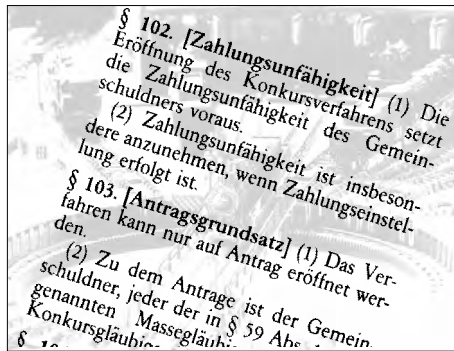 § 102. [Zahlungsunfähigkeit] (1) Die
Eröffnung des Konkursverfahrens setzt
die Zahlungsunfähigkeit des Gemein-
schuldners voraus.
(2) Zahlungsunfähigkeit ist insbeson-
dere anzunehmen, wenn Zahlungseinstel-
lung erfolgt ist.
§ 103. [Antragsgrundsatz] (1) Das Ver-
fahren kann nur auf Antrag eröffnet wer-
den.
(2) Zu dem Antrage ist der Gemein-
schuldner, jeder der in § 59 Abs.
genannten
§